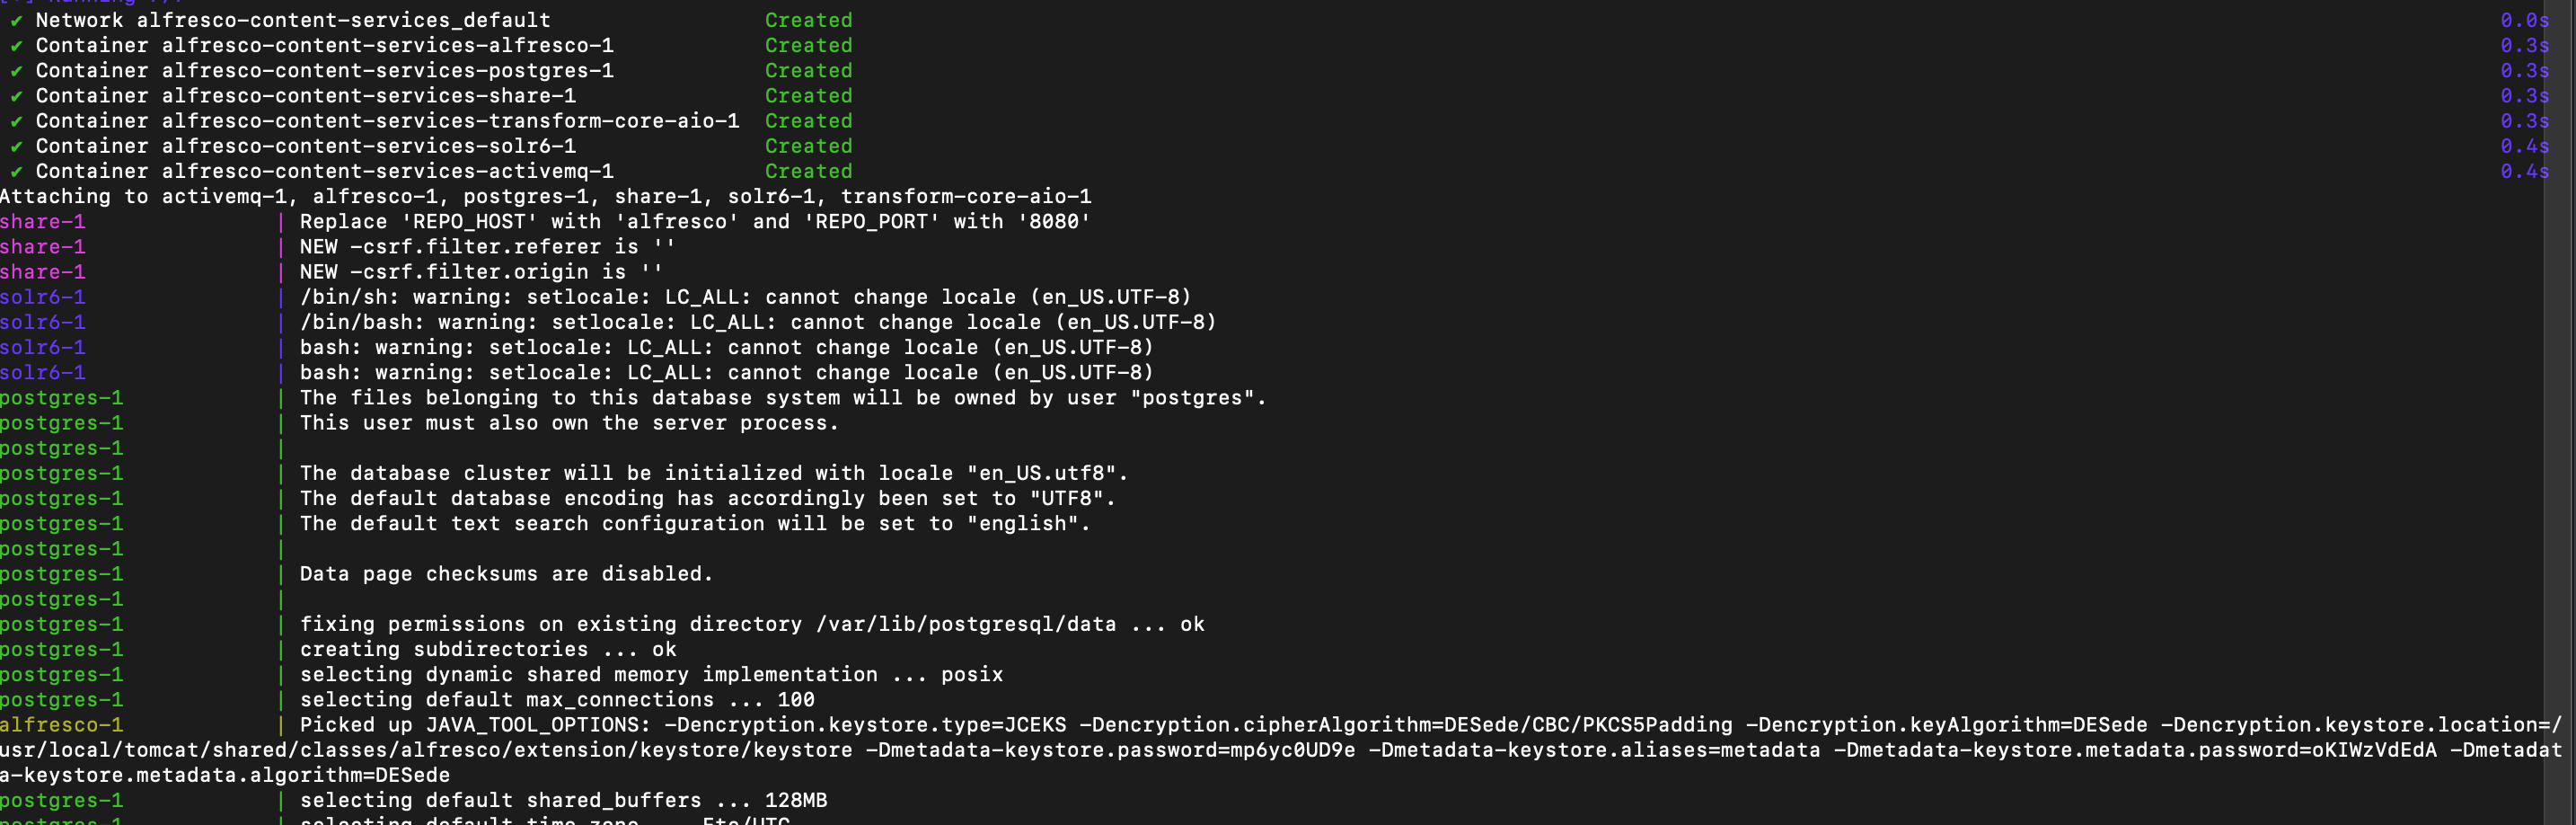 ✔ Network alfresco-content-services_default Created 0.0s
✔ Container alfresco-content-services-alfresco-1 Created 0.3s
✔ Container alfresco-content-services-postgres-1 Created 0.3s
✔ Container alfresco-content-services-share-1 Created 0.3s
✔ Container alfresco-content-services-transform-core-aio-1 Created 0.3s
✔ Container alfresco-content-services-solr6-1 Created 0.4s
✔ Container alfresco-content-services-activemq-1 Created 0.4s
Attaching to activemq-1, alfresco-1, postgres-1, share-1, solr6-1, transform-core-aio-1
share-1 | Replace 'REPO_HOST' with 'alfresco' and 'REPO_PORT' with '8080'
share-1 | NEW -csrf.filter.referer is ''
share-1 | NEW -csrf.filter.origin is ''
solr6-1 | /bin/sh: warning: setlocale: LC_ALL: cannot change locale (en_US.UTF-8)
solr6-1 | /bin/bash: warning: setlocale: LC_ALL: cannot change locale (en_US.UTF-8)
solr6-1 | bash: warning: setlocale: LC_ALL: cannot change locale (en_US.UTF-8)
solr6-1 | bash: warning: setlocale: LC_ALL: cannot change locale (en_US.UTF-8)
postgres-1 | The files belonging to this database system will be owned by user "postgres".
postgres-1 | This user must also own the server process.
postgres-1 |
postgres-1 | The database cluster will be initialized with locale "en_US.utf8".
postgres-1 | The default database encoding has accordingly been set to "UTF8".
postgres-1 | The default text search configuration will be set to "english".
postgres-1 |
postgres-1 | Data page checksums are disabled.
postgres-1 |
postgres-1 | fixing permissions on existing directory /var/lib/postgresql/data ... ok
postgres-1 | creating subdirectories ... ok
postgres-1 | selecting dynamic shared memory implementation ... posix
postgres-1 | selecting default max_connections ... 100
alfresco-1 | Picked up JAVA_TOOL_OPTIONS: -Dencryption.keystore.type=JCEKS -Dencryption.cipherAlgorithm=DESede/CBC/PKCS5Padding -Dencryption.keyAlgorithm=DESede -Dencryption.keystore.location=/
usr/local/tomcat/shared/classes/alfresco/extension/keystore/keystore -Dmetadata-keystore.password=mp6yc0UD9e -Dmetadata-keystore.aliases=metadata -Dmetadata-keystore.metadata.password=oKIWzVdEdA -Dmetadat
a-keystore.metadata.algorithm=DESede
postgres-1 | selecting default shared_buffers ... 128MB
postgres-1 | selecting default time zone ... Etc/UTC